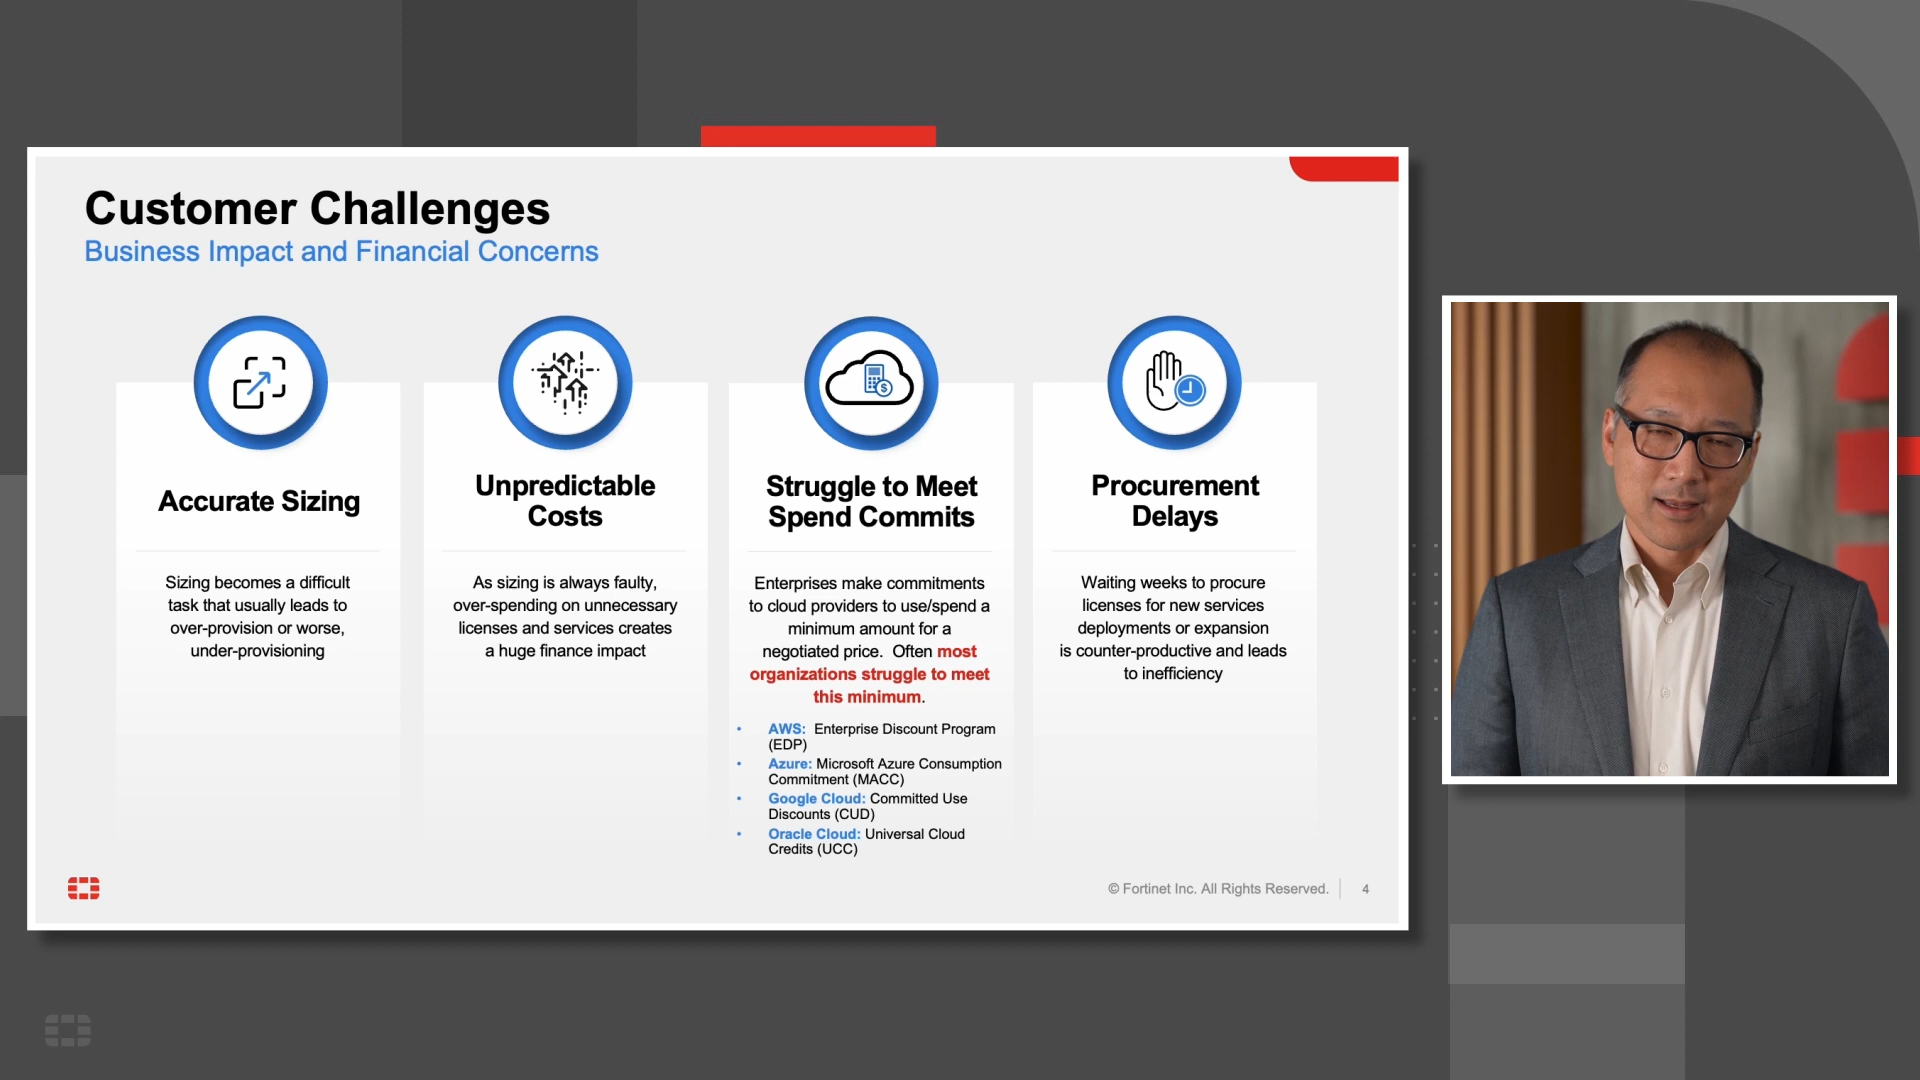 Customer Challenges
Business Impact and Financial Concerns
Accurate Sizing
Sizing becomes a difficult
task that usually leads to
over-provision or worse,
under-provisioning
Unpredictable
Costs
As sizing is always faulty,
over-spending on unnecessary
licenses and services creates
a huge finance impact
Struggle to Meet
Spend Commits
Enterprises make commitments
to cloud providers to use/spend a
minimum amount for a
negotiated price.  Often most
organizations struggle to meet
this minimum.
• AWS:  Enterprise Discount Program
(EDP)
• Azure: Microsoft Azure Consumption
Commitment (MACC)
• Google Cloud: Committed Use
Discounts (CUD)
• Oracle Cloud: Universal Cloud
Credits (UCC)
Procurement
Delays
Waiting weeks to procure
licenses for new services
deployments or expansion
is counter-productive and leads
to inefficiency
© Fortinet Inc. All Rights Reserved.
4